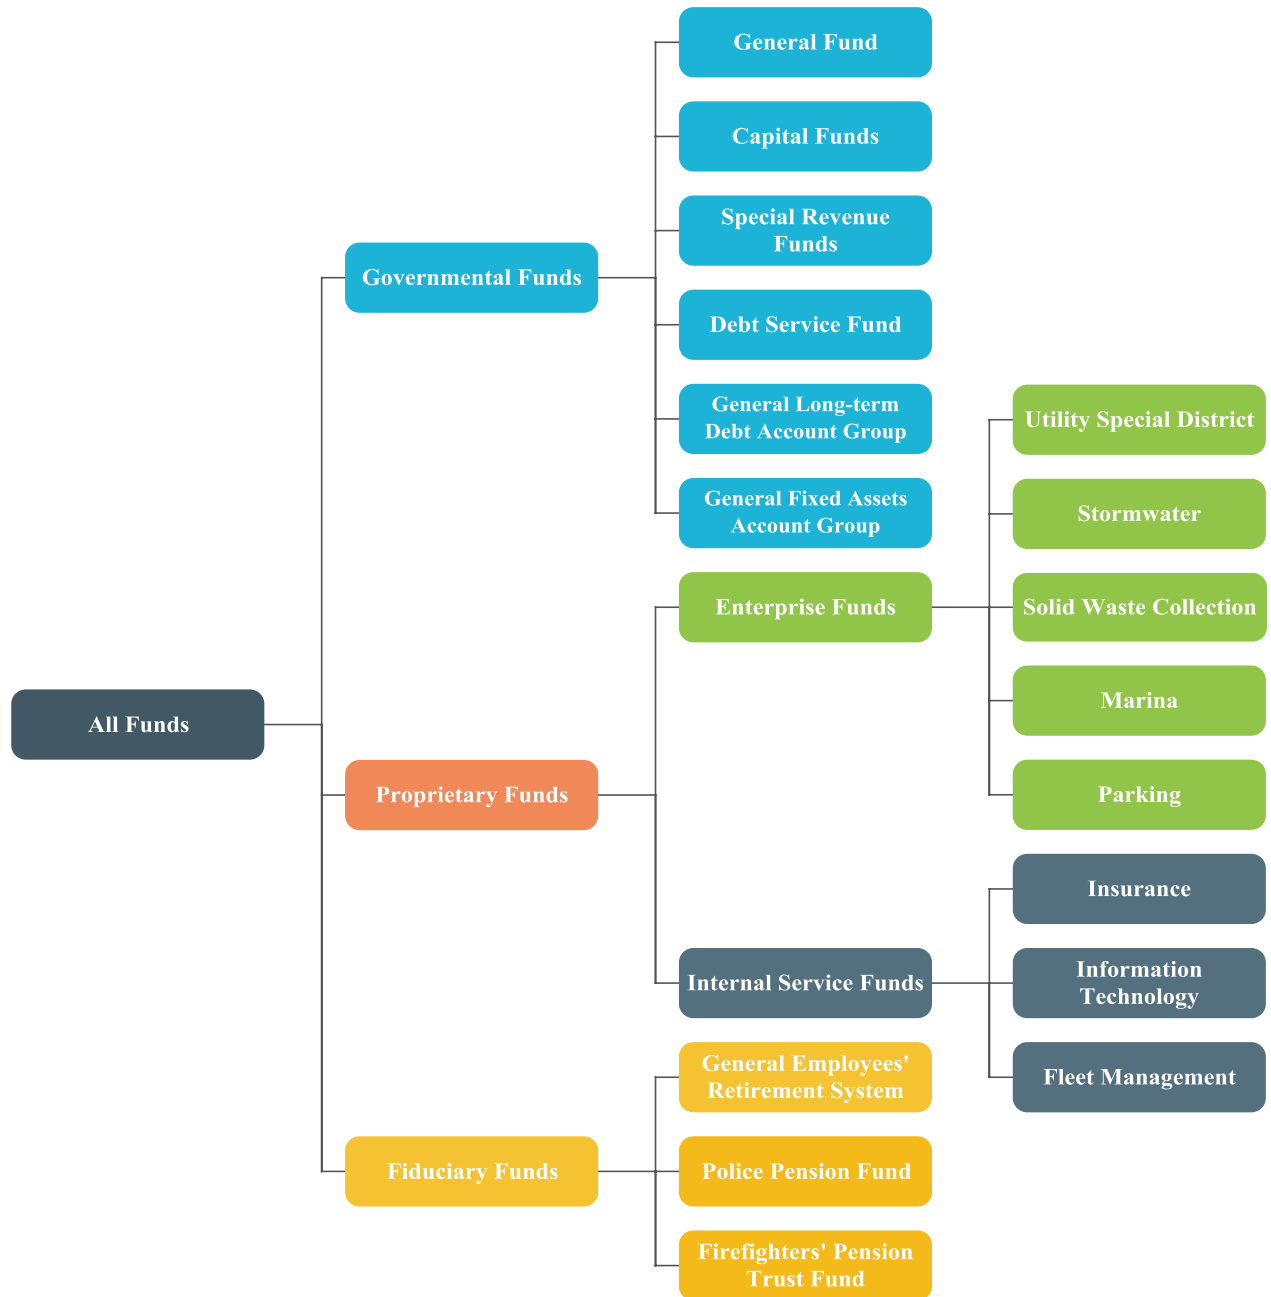 All Funds
Governmental Funds
General Fund
Capital Funds
Special Revenue
Funds
Debt Service Fund
General Long-term
Debt Account Group
General Fixed Assets
Account Group
Proprietary Funds
Enterprise Funds
Utility Special District
Stormwater
Solid Waste Collection
Marina
Parking
Internal Service Funds
Insurance
Information
Technology
Fleet Management
Fiduciary Funds
General Employees'
Retirement System
Police Pension Fund
Firefighters' Pension
Trust Fund